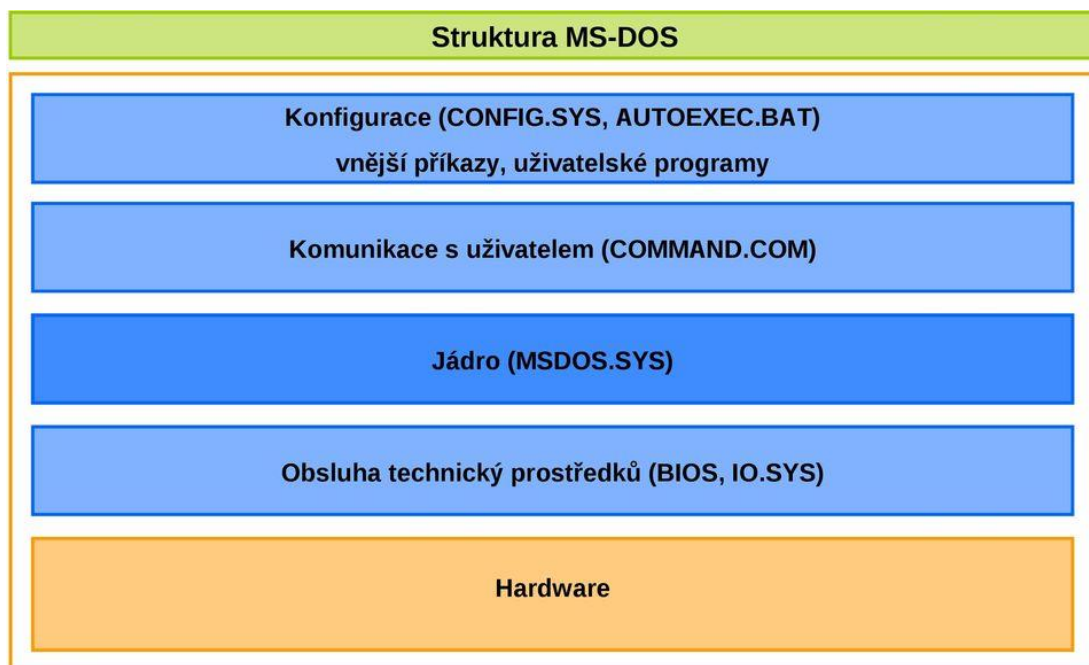 Struktura MS-DOS
Konfigurace (CONFIG.SYS, AUTOEXEC.BAT)
vnější příkazy, uživatelské programy
Komunikace s uživatelem (COMMAND.COM)
Jádro (MSDOS.SYS)
Obsluha technický prostředků (BIOS, IO.SYS)
Hardware